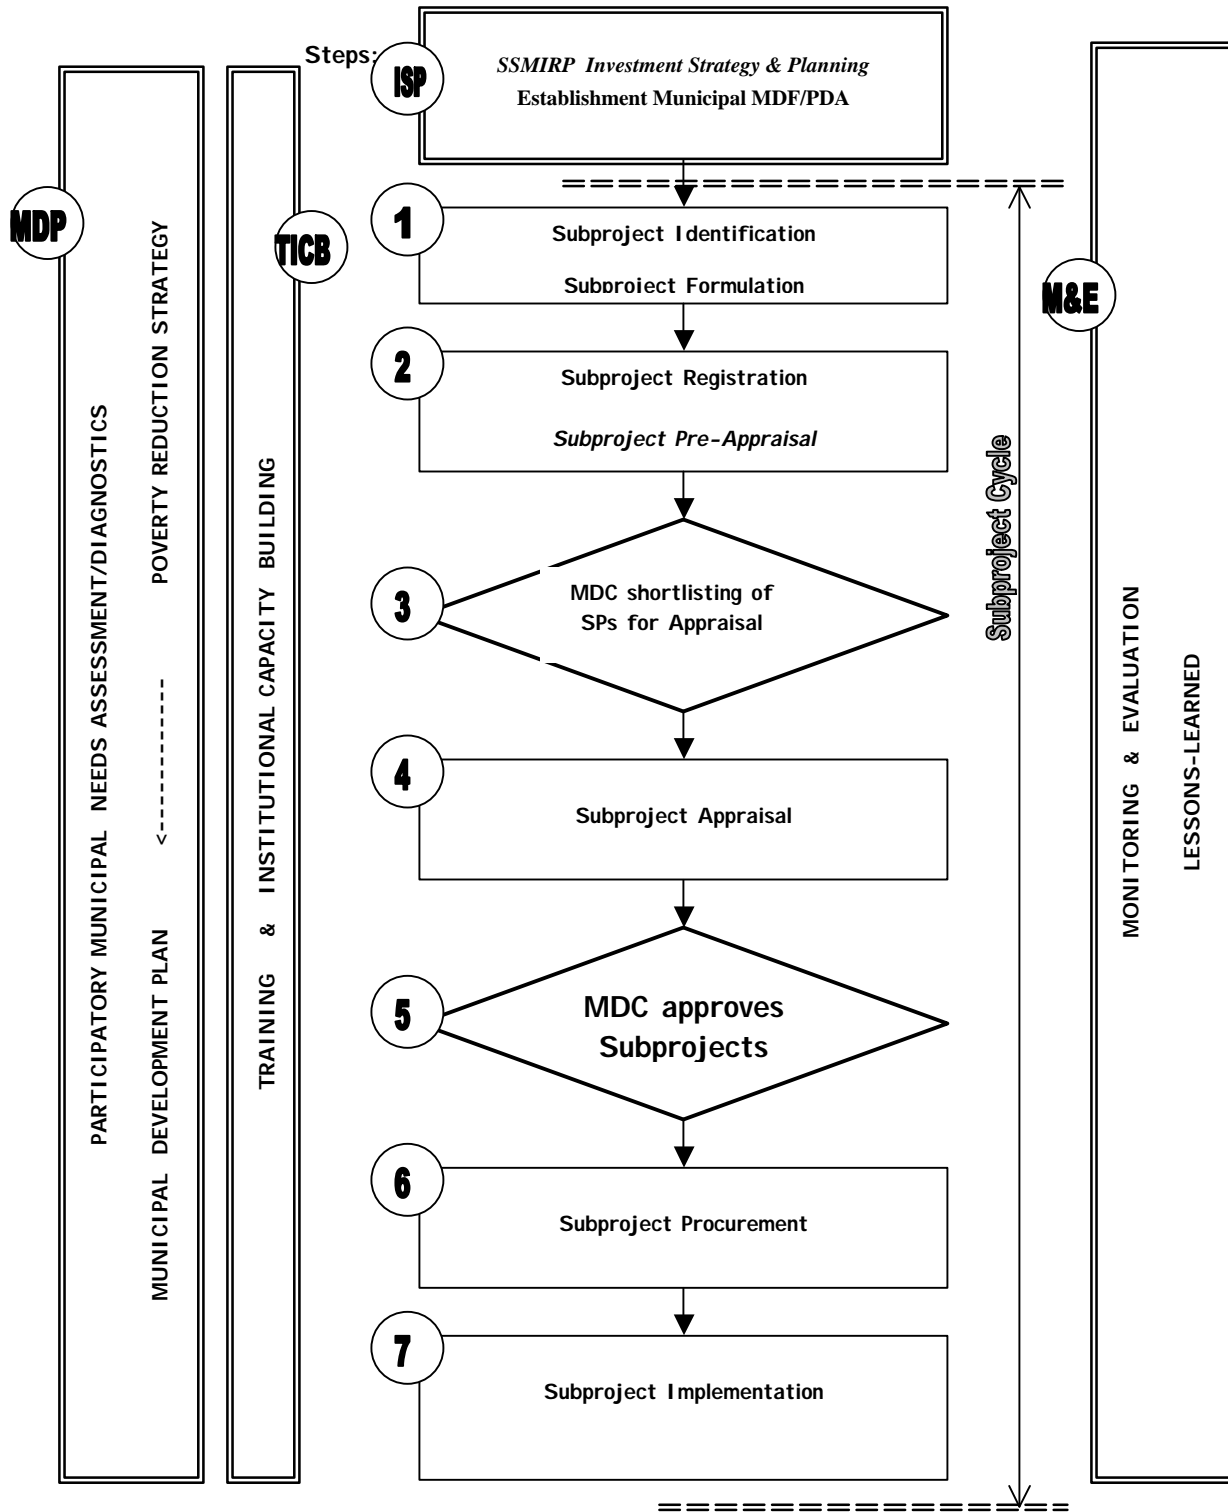 Steps:
ISP
SSMIRP Investment Strategy & Planning
Establishment Municipal MDF/PDA
MDP
PARTICIPATORY MUNICIPAL NEEDS ASSESSMENT/DIAGNOSTICS
MUNICIPAL DEVELOPMENT PLAN <------------ POVERTY REDUCTION STRATEGY
TICB
TRAINING & INSTITUTIONAL CAPACITY BUILDING
1
Subproject Identification
Subproject Formulation
2
Subproject Registration
Subproject Pre-Appraisal
3
MDC shortlisting of
SPs for Appraisal
4
Subproject Appraisal
5
MDC approves
Subprojects
6
Subproject Procurement
7
Subproject Implementation
Subproject Cycle
M&E
MONITORING & EVALUATION
LESSONS-LEARNED